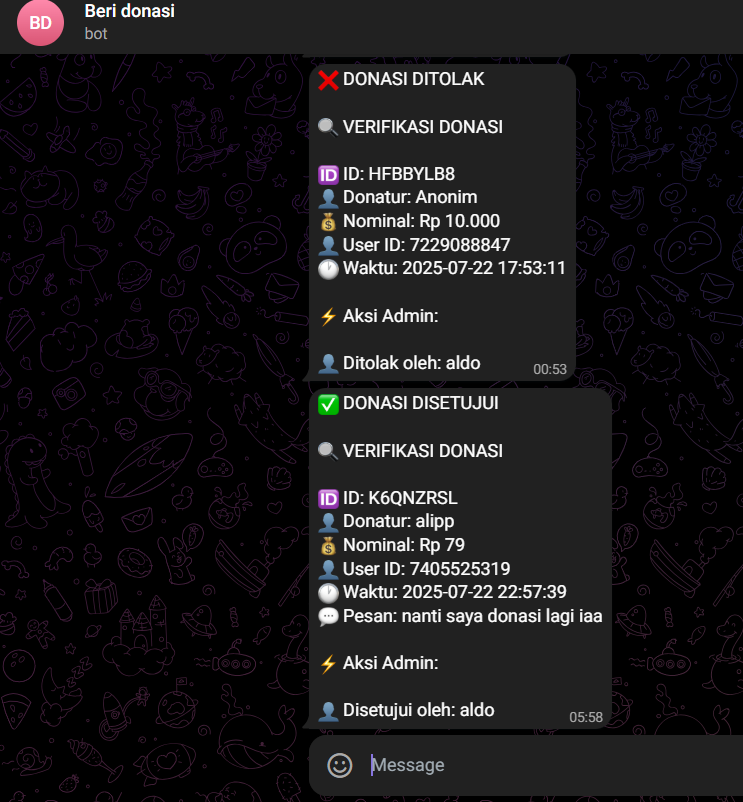 BD
Beri donasi
bot
❌ DONASI DITOLAK
🔍 VERIFIKASI DONASI
🆔 ID: HFBBYLB8
👤 Donatur: Anonim
💰 Nominal: Rp 10.000
👤 User ID: 7229088847
🕐 Waktu: 2025-07-22 17:53:11
⚡ Aksi Admin:
👤 Ditolak oleh: aldo
00:53
✅ DONASI DISETUJUI
🔍 VERIFIKASI DONASI
🆔 ID: K6QNZRSL
👤 Donatur: alipp
💰 Nominal: Rp 79
👤 User ID: 7405525319
🕐 Waktu: 2025-07-22 22:57:39
💬 Pesan: nanti saya donasi lagi iaa
⚡ Aksi Admin:
👤 Disetujui oleh: aldo
05:58
Message